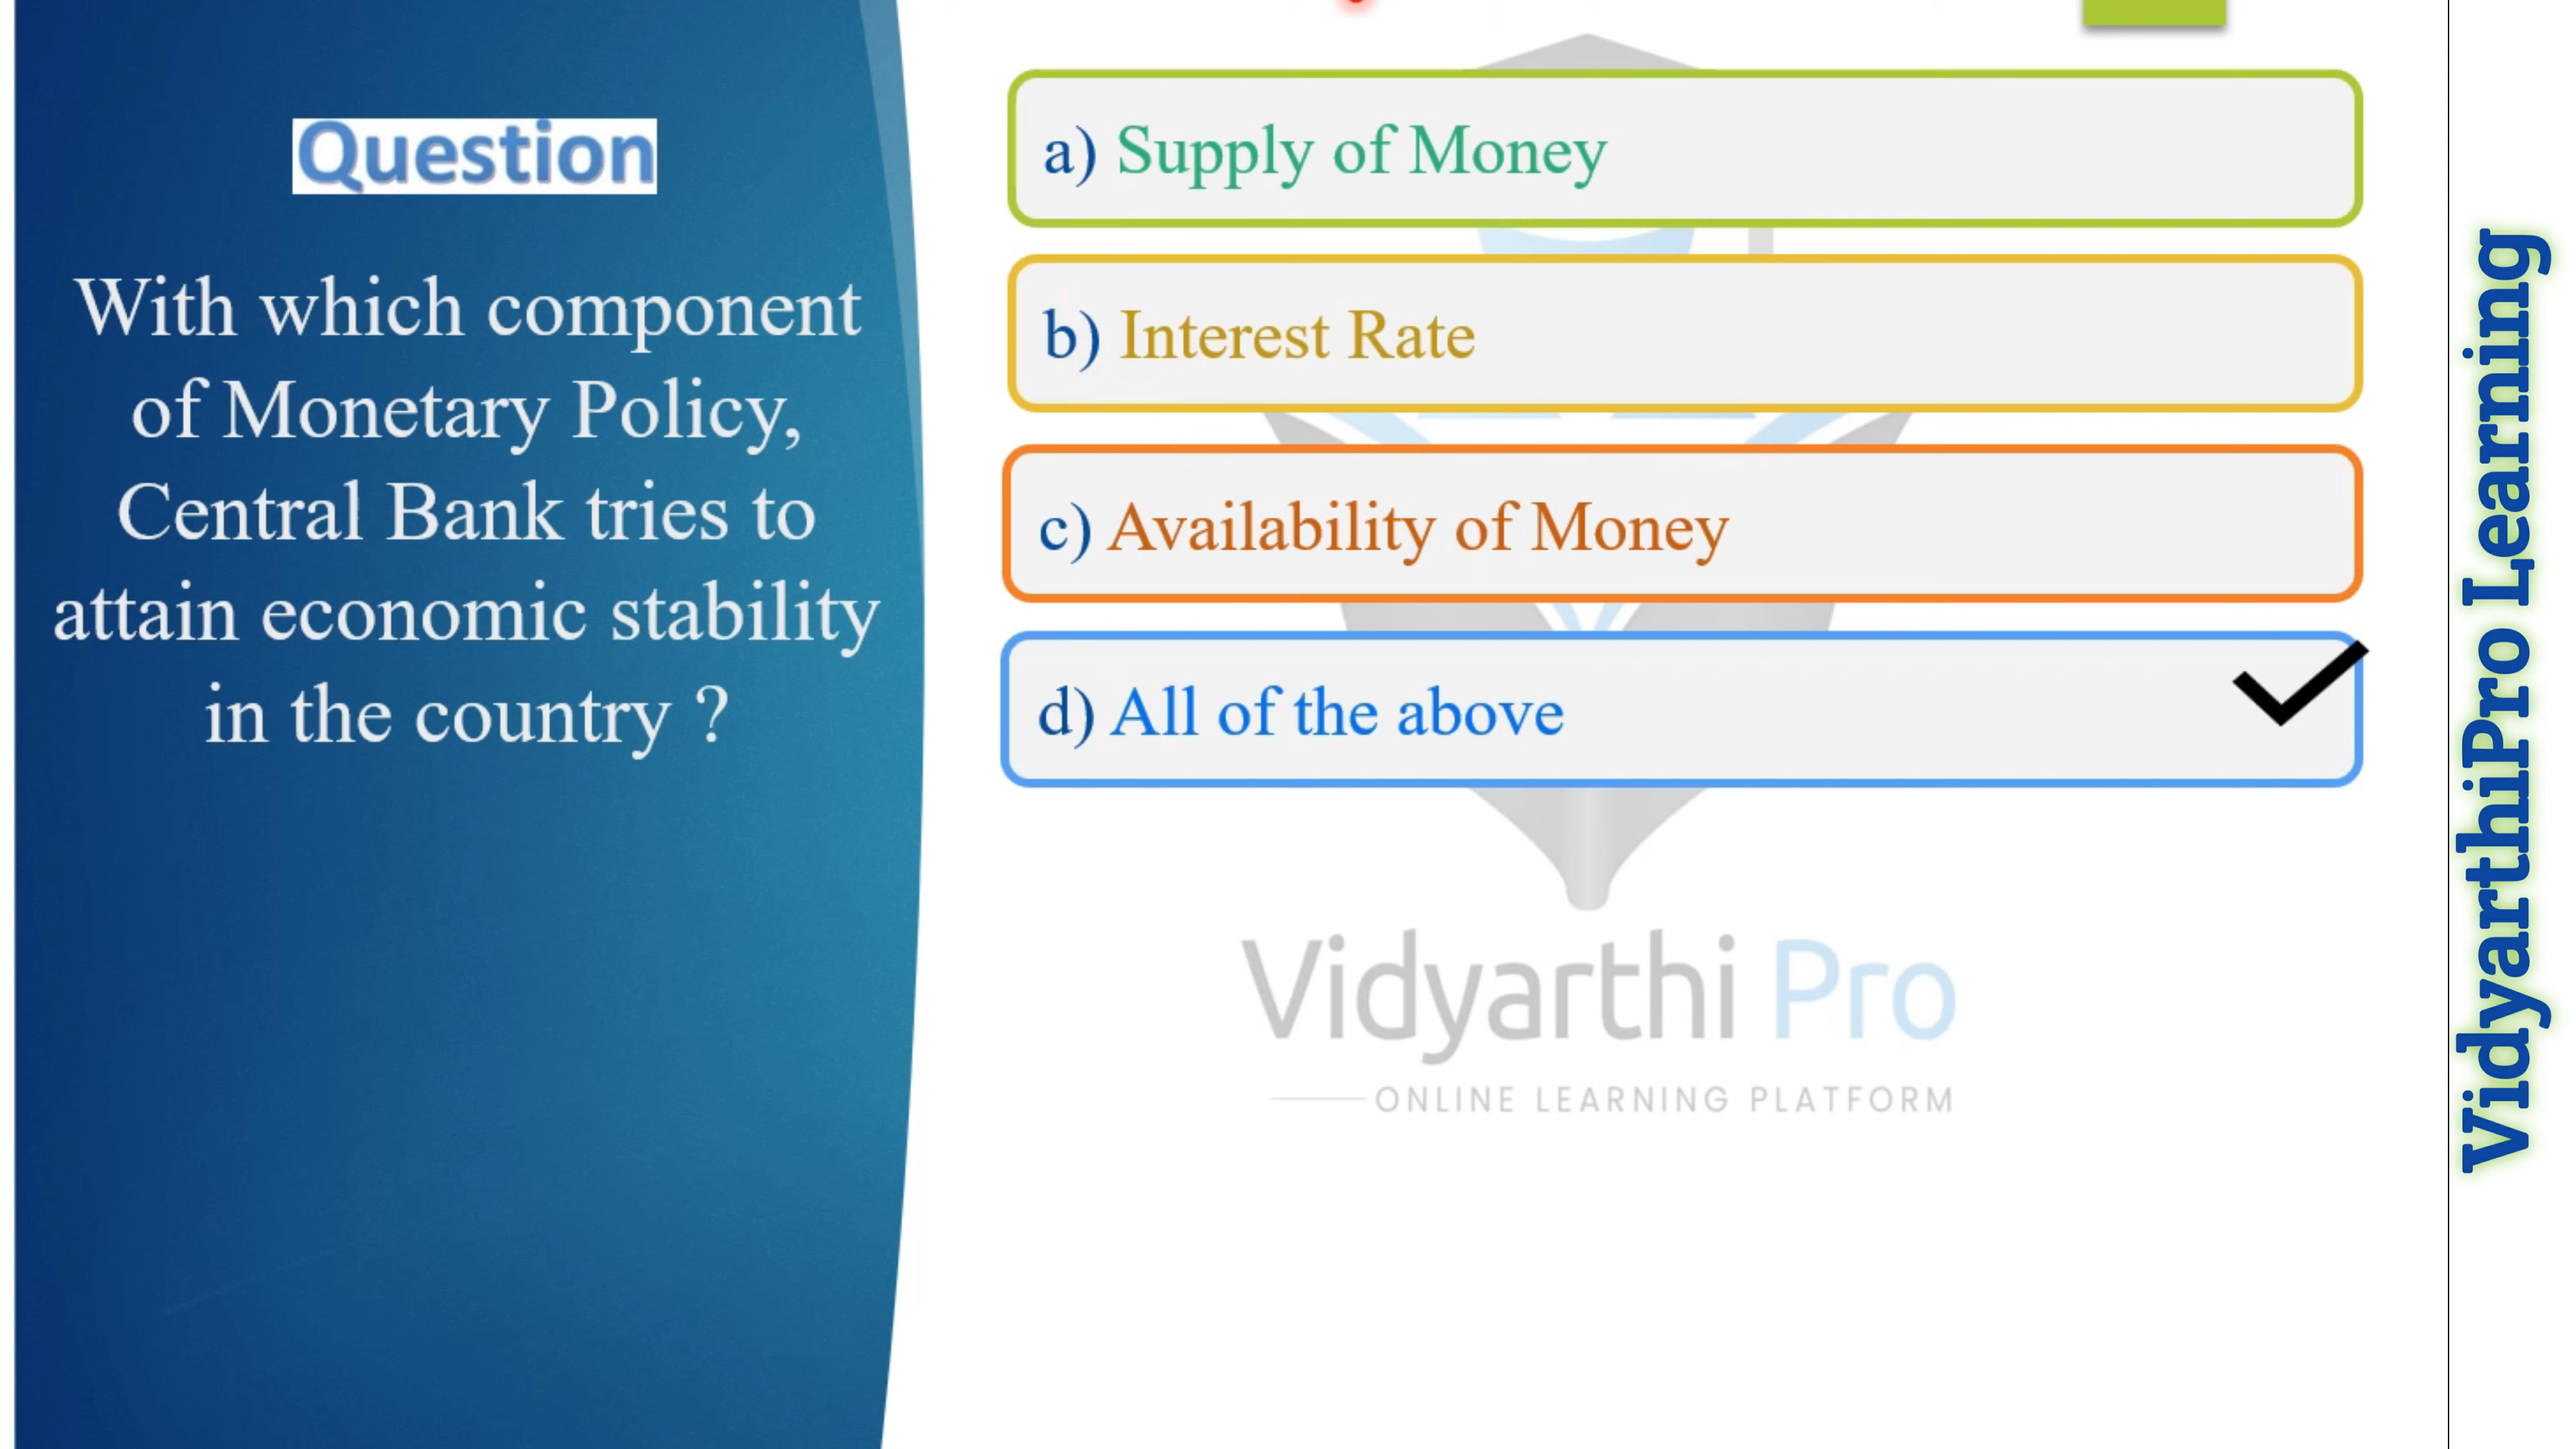 Question
With which component
of Monetary Policy,
Central Bank tries to
attain economic stability
in the country ?
a) Supply of Money
b) Interest Rate
c) Availability of Money
d) All of the above
Vidyarthi Pro
ONLINE LEARNING PLATFORM
VidyarthiPro Learning